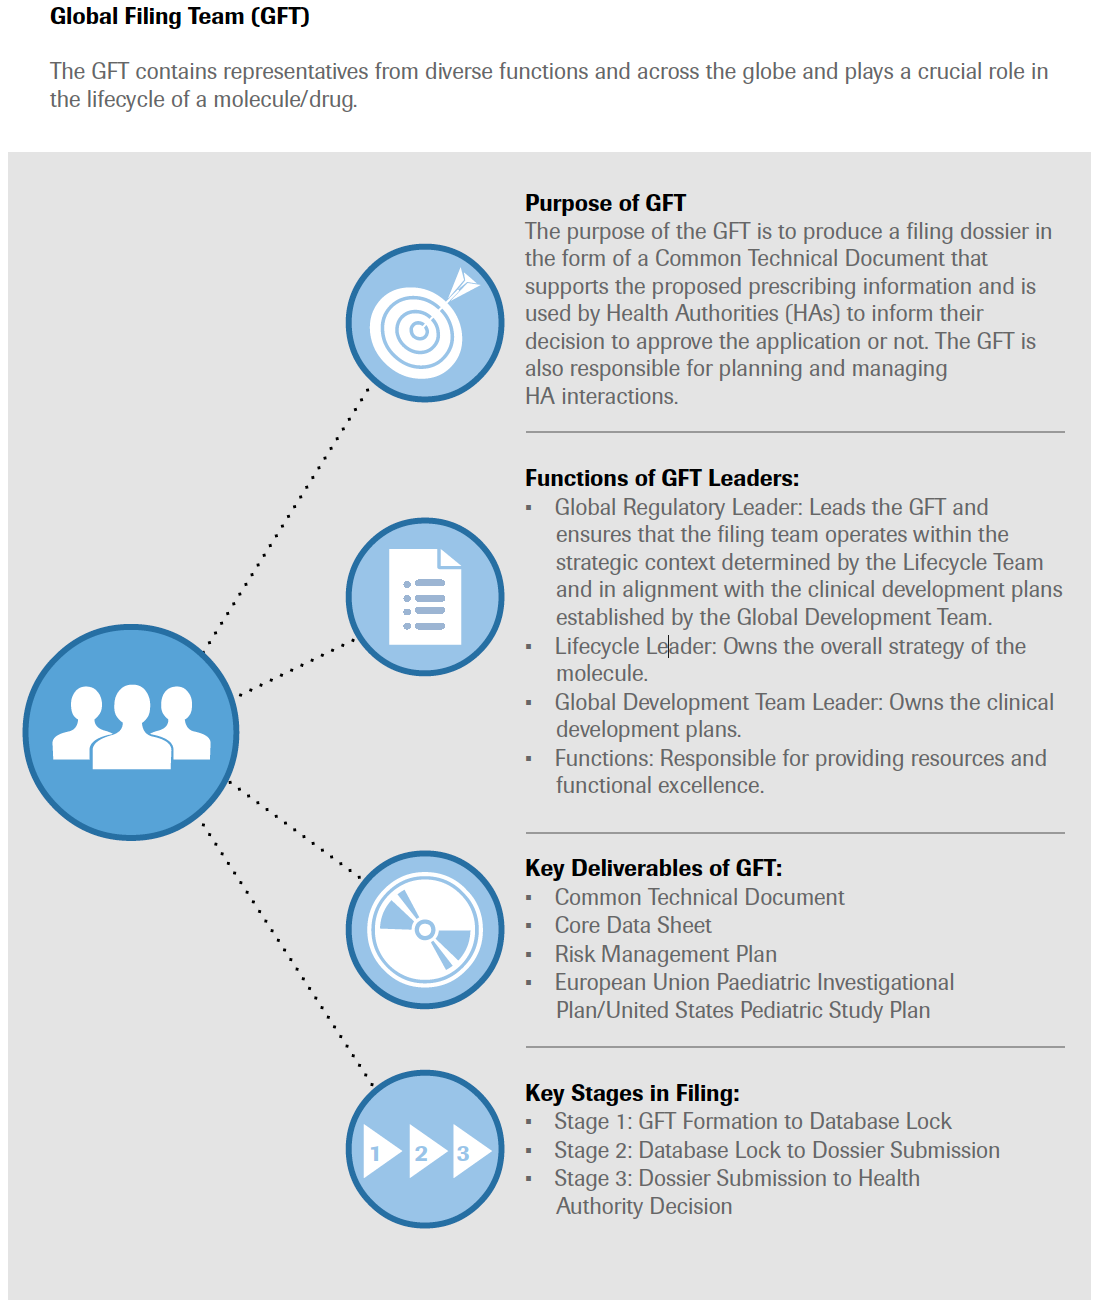 Global Filing Team (GFT)
The GFT contains representatives from diverse functions and across the globe and plays a crucial role in
the lifecycle of a molecule/drug.
Purpose of GFT
The purpose of the GFT is to produce a filing dossier in
the form of a Common Technical Document that
supports the proposed prescribing information and is
used by Health Authorities (HAs) to inform their
decision to approve the application or not. The GFT is
also responsible for planning and managing
HA interactions.
Functions of GFT Leaders:
▪ Global Regulatory Leader: Leads the GFT and
ensures that the filing team operates within the
strategic context determined by the Lifecycle Team
and in alignment with the clinical development plans
established by the Global Development Team.
▪ Lifecycle Leader: Owns the overall strategy of the
molecule.
▪ Global Development Team Leader: Owns the clinical
development plans.
▪ Functions: Responsible for providing resources and
functional excellence.
Key Deliverables of GFT:
▪ Common Technical Document
▪ Core Data Sheet
▪ Risk Management Plan
▪ European Union Paediatric Investigational
Plan/United States Pediatric Study Plan
Key Stages in Filing:
▪ Stage 1: GFT Formation to Database Lock
▪ Stage 2: Database Lock to Dossier Submission
▪ Stage 3: Dossier Submission to Health
Authority Decision
1 2 3